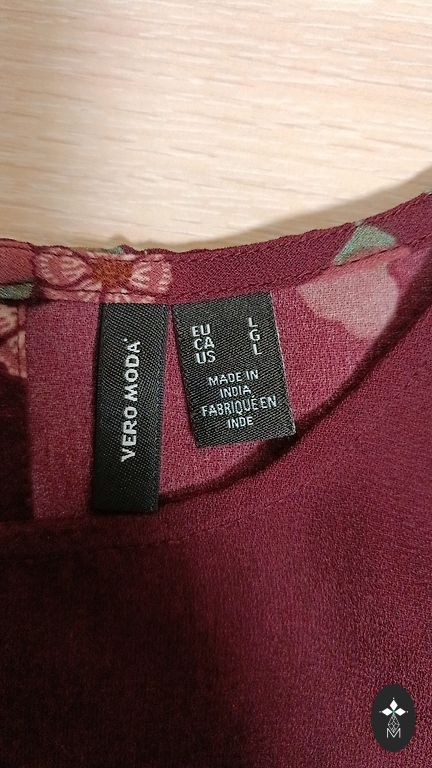 VERO MODA
EU L
CA G
US L
MADE IN
INDIA
FABRIQUE EN
INDE
M